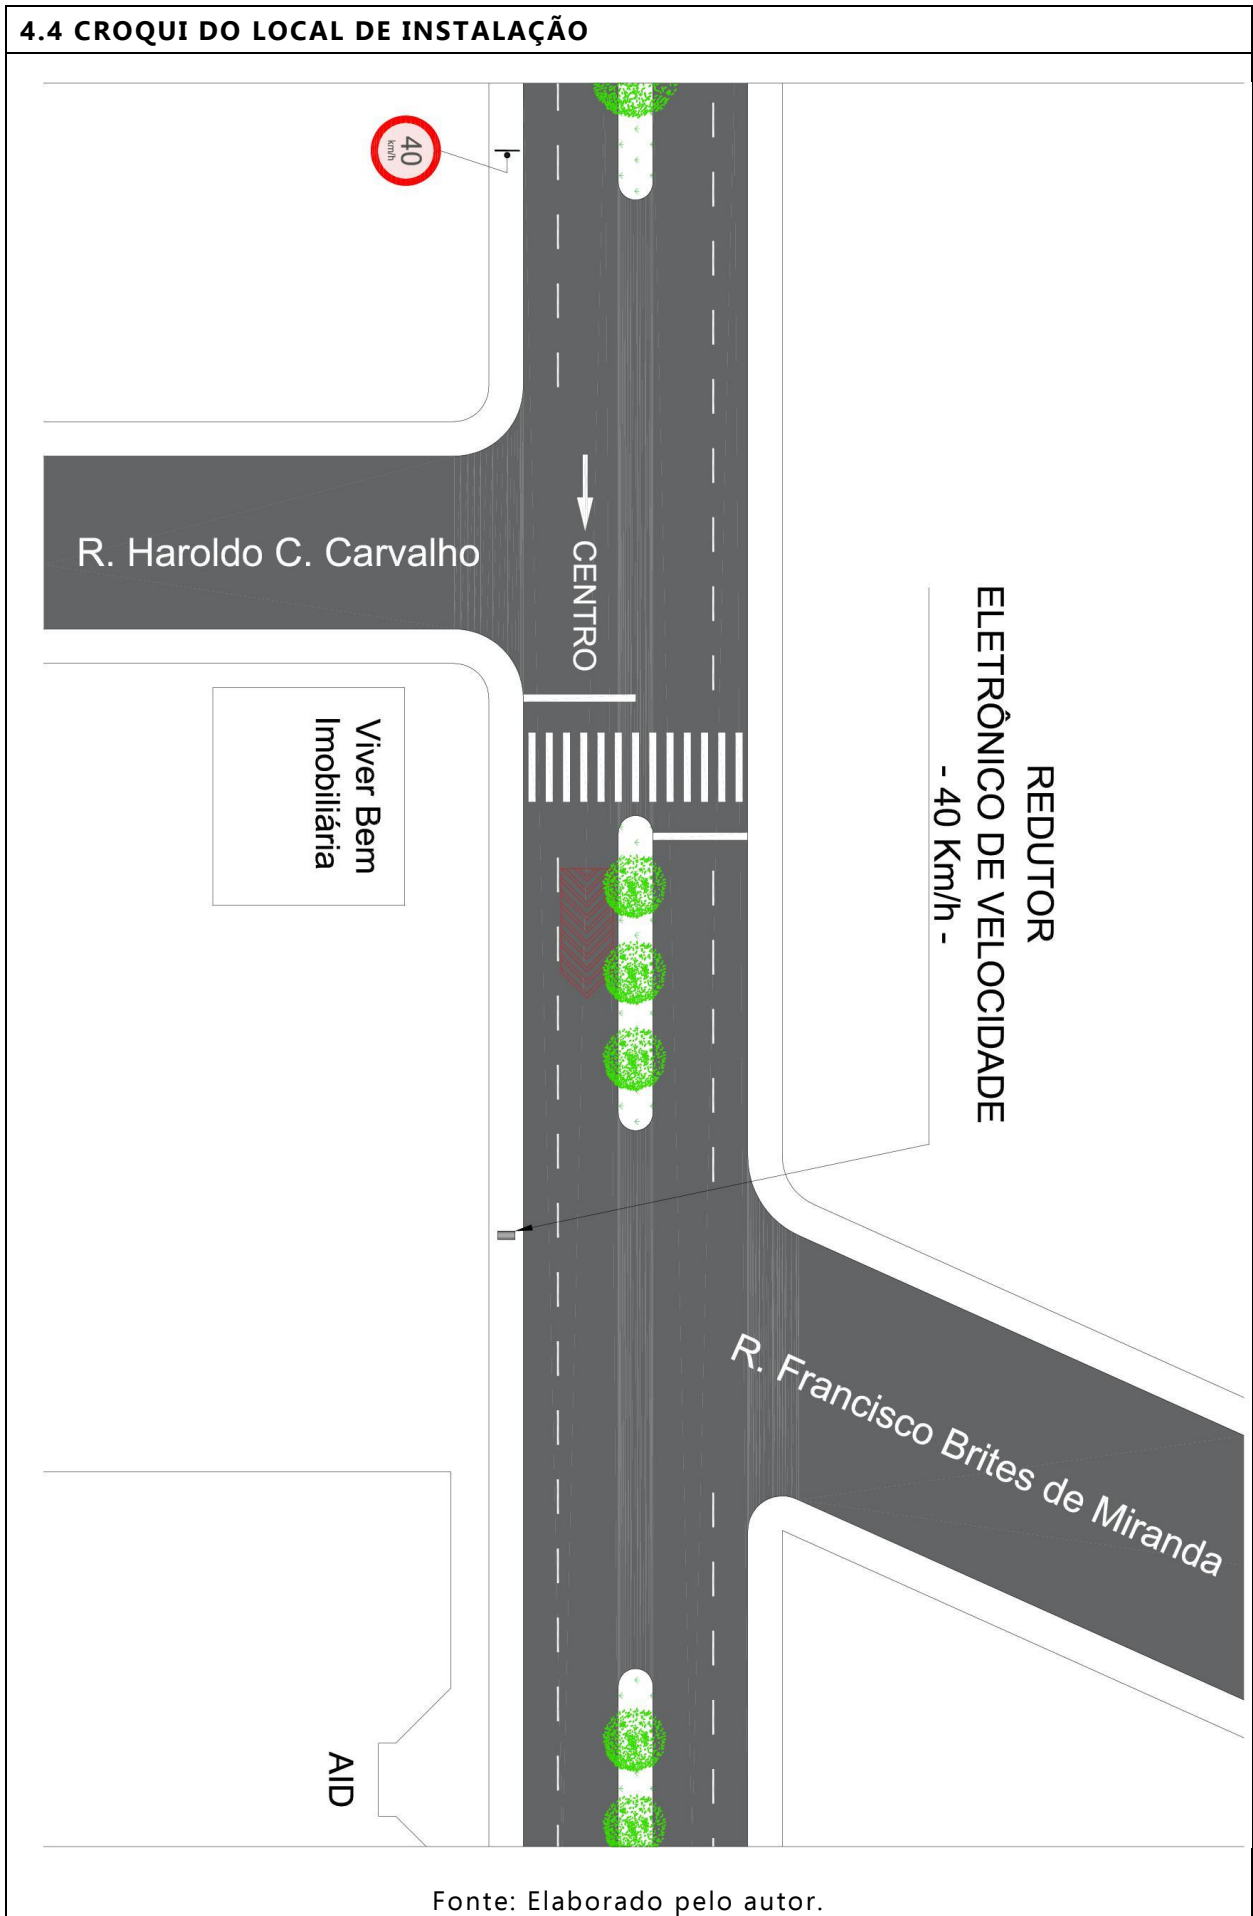 4.4 CROQUI DO LOCAL DE INSTALAÇÃO
40
km/h
R. Haroldo C. Carvalho
CENTRO
REDUTOR
ELETRÔNICO DE VELOCIDADE
- 40 Km/h -
Viver Bem
Imobiliária
R. Francisco Brites de Miranda
AID
Fonte: Elaborado pelo autor.